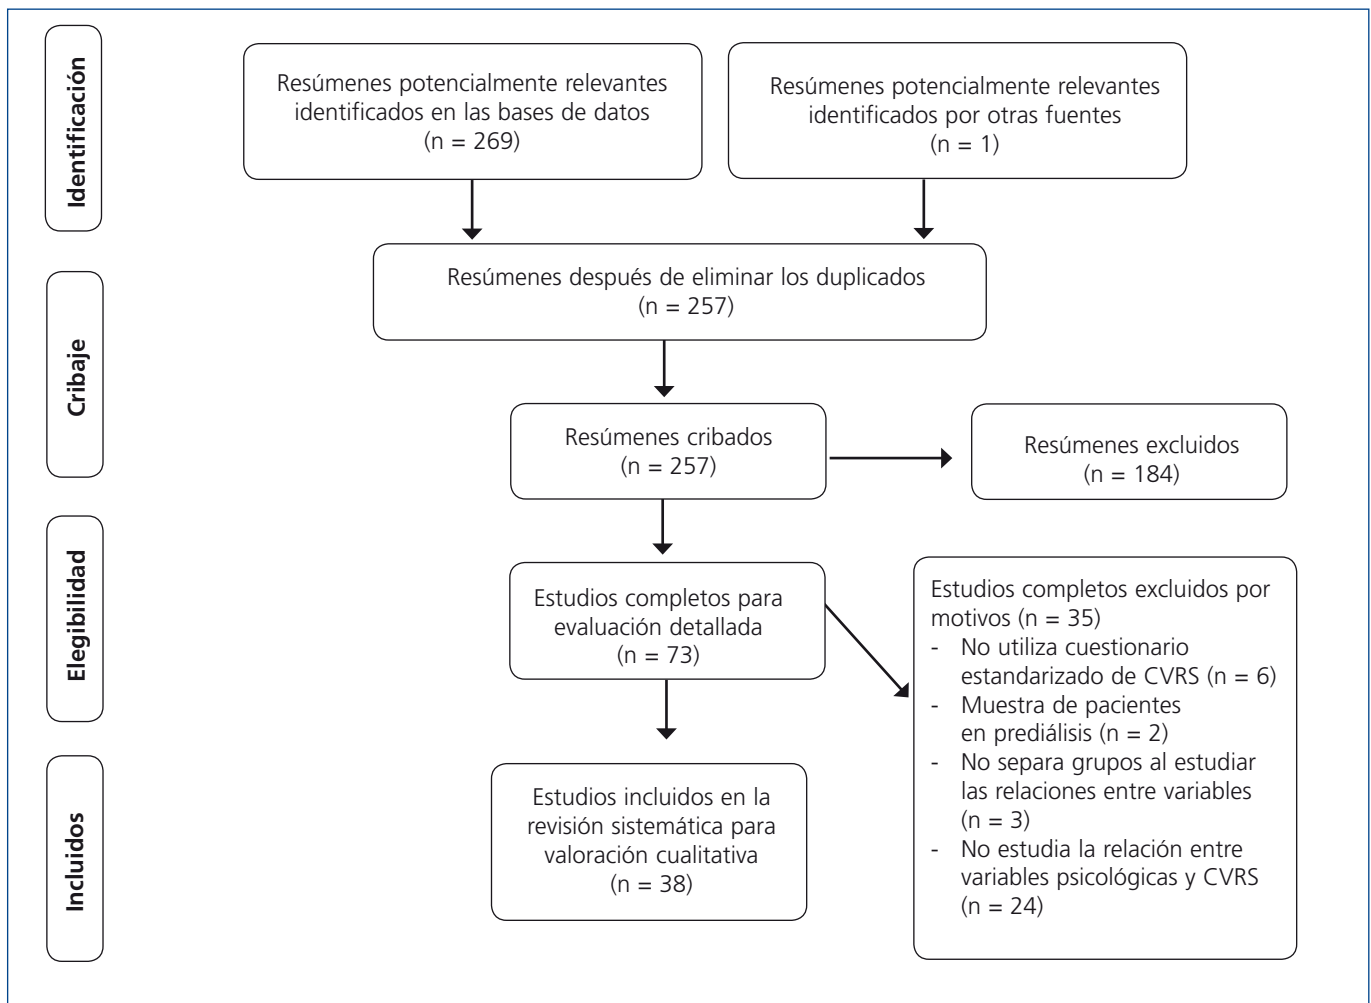 Identificación
Resúmenes potencialmente relevantes
identificados en las bases de datos
(n = 269)
Resúmenes potencialmente relevantes
identificados por otras fuentes
(n = 1)
Resúmenes después de eliminar los duplicados
(n = 257)
Cribaje
Resúmenes cribados
(n = 257)
Resúmenes excluidos
(n = 184)
Elegibilidad
Estudios completos para
evaluación detallada
(n = 73)
Estudios completos excluidos por
motivos (n = 35)
- No utiliza cuestionario
estandarizado de CVRS (n = 6)
- Muestra de pacientes
en prediálisis (n = 2)
- No separa grupos al estudiar
las relaciones entre variables
(n = 3)
- No estudia la relación entre
variables psicológicas y CVRS
(n = 24)
Incluidos
Estudios incluidos en la
revisión sistemática para
valoración cualitativa
(n = 38)